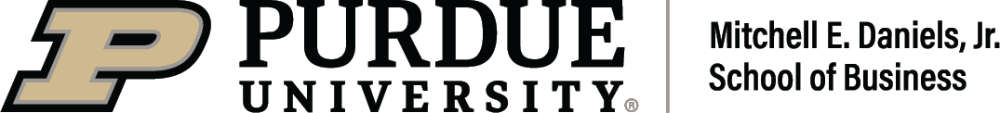 P
PURDUE
UNIVERSITY®
Mitchell E. Daniels, Jr.
School of Business